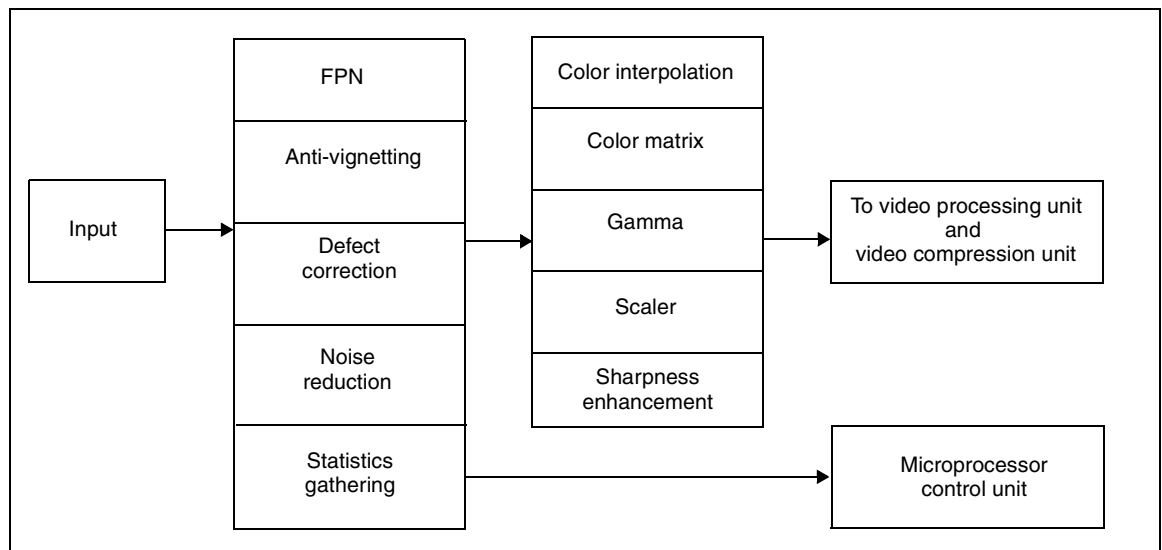 Input
FPN
Anti-vignetting
Defect
correction
Noise
reduction
Statistics
gathering
Color interpolation
Color matrix
Gamma
Scaler
Sharpness
enhancement
To video processing unit
and
video compression unit
Microprocessor
control unit